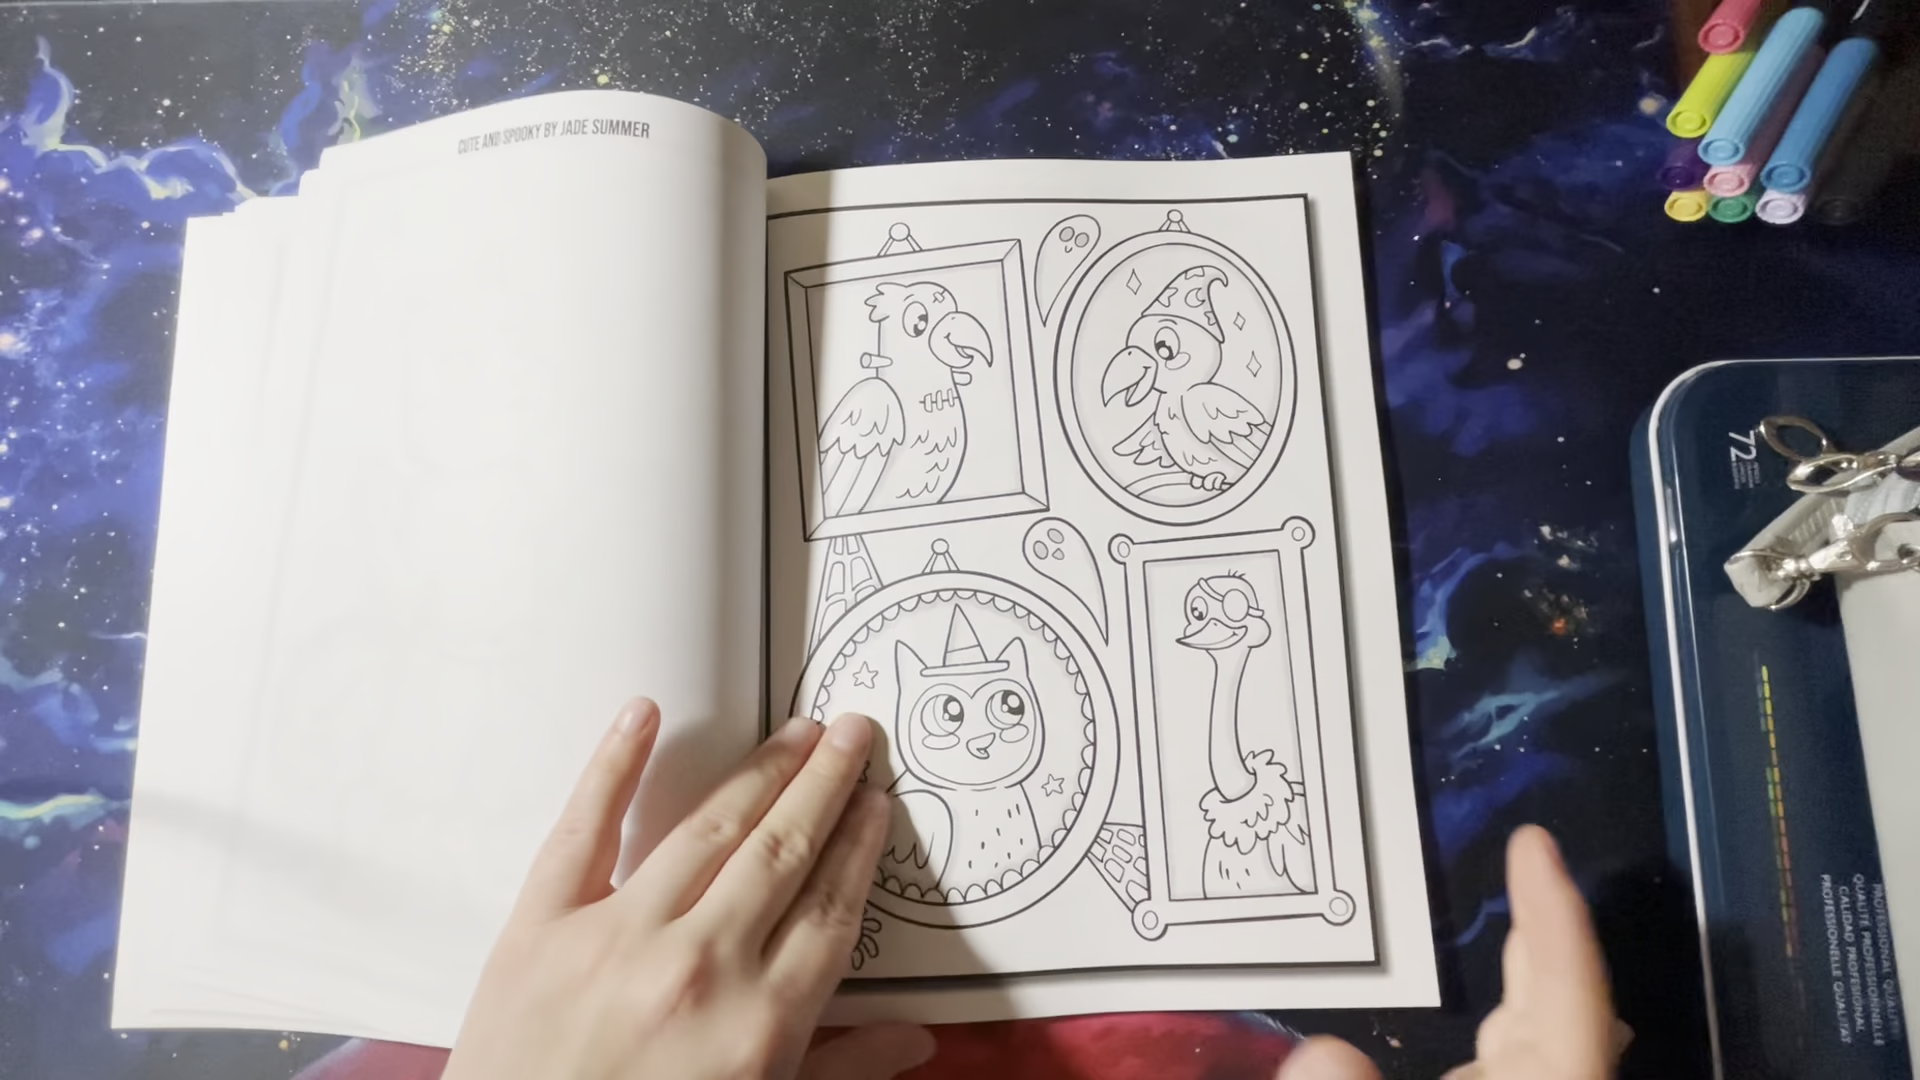 CUTE AND SPOOKY BY JADE SUMMER
72
PROFESSIONAL QUALITY
QUALITÉ PROFESSIONNELLE
CALIDAD PROFESIONAL
PROFESSIONELLE QUALITÄT